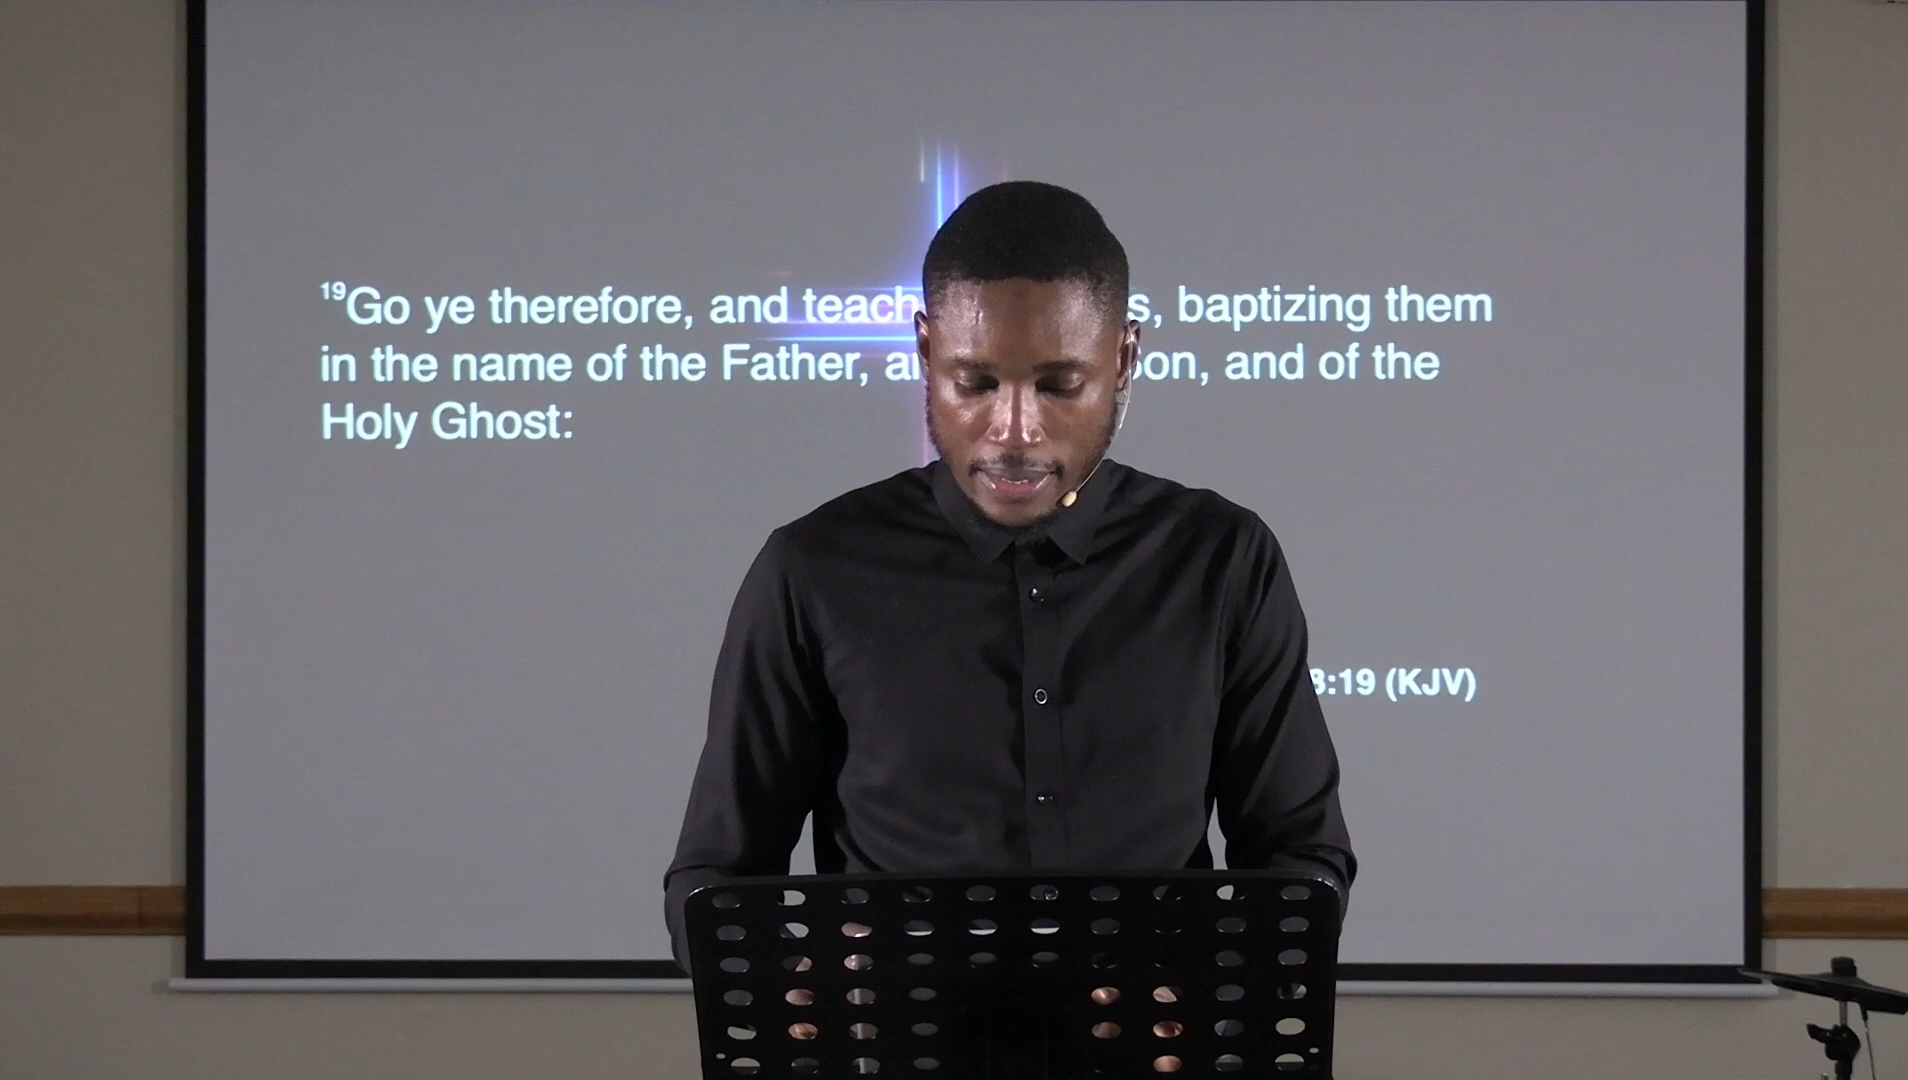 ¹⁹Go ye therefore, and teach s, baptizing them
in the name of the Father, on, and of the
Holy Ghost:
:19 (KJV)